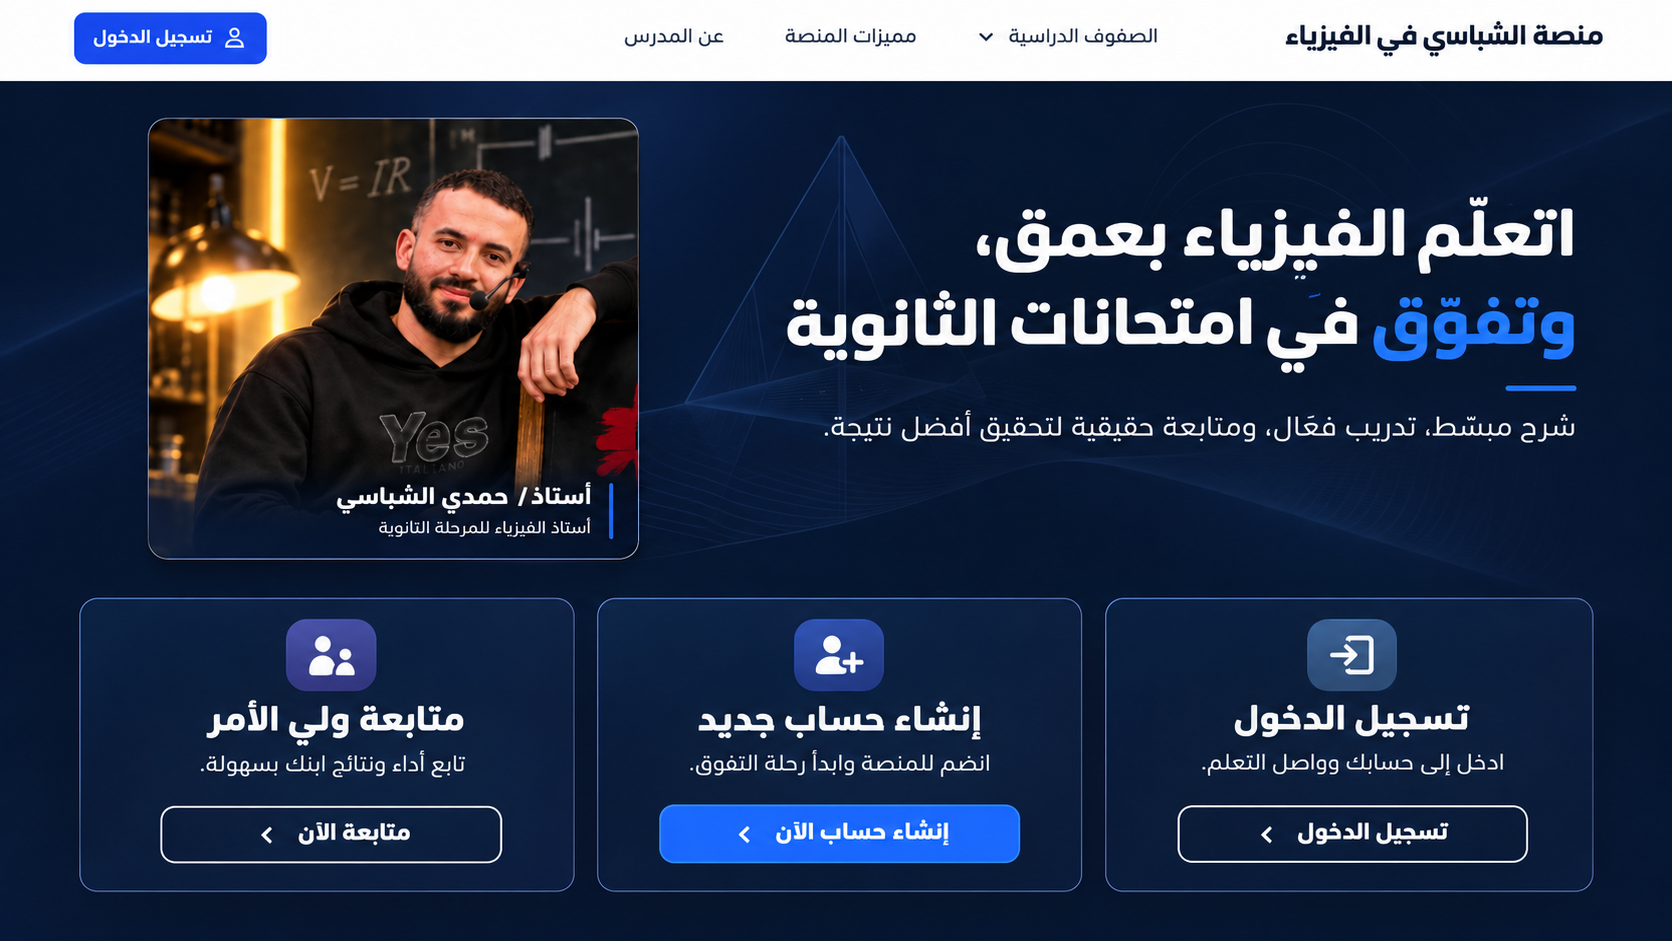 منصة الشباسي في الفيزياء
الصفوف الدراسية
مميزات المنصة
عن المدرس
تسجيل الدخول
اتعلّم الفيزياء بعمق،
وتفوّق في امتحانات الثانوية
شرح مبسّط، تدريب فعَال، ومتابعة حقيقية لتحقيق أفضل نتيجة.
V = IR
Yes
ITALIANO
أستاذ/ حمدي الشباسي
أستاذ الفيزياء للمرحلة الثانوية
تسجيل الدخول
ادخل إلى حسابك وواصل التعلم.
تسجيل الدخول
إنشاء حساب جديد
انضم للمنصة وابدأ رحلة التفوق.
إنشاء حساب الآن
متابعة ولي الأمر
تابع أداء ونتائج ابنك بسهولة.
متابعة الآن